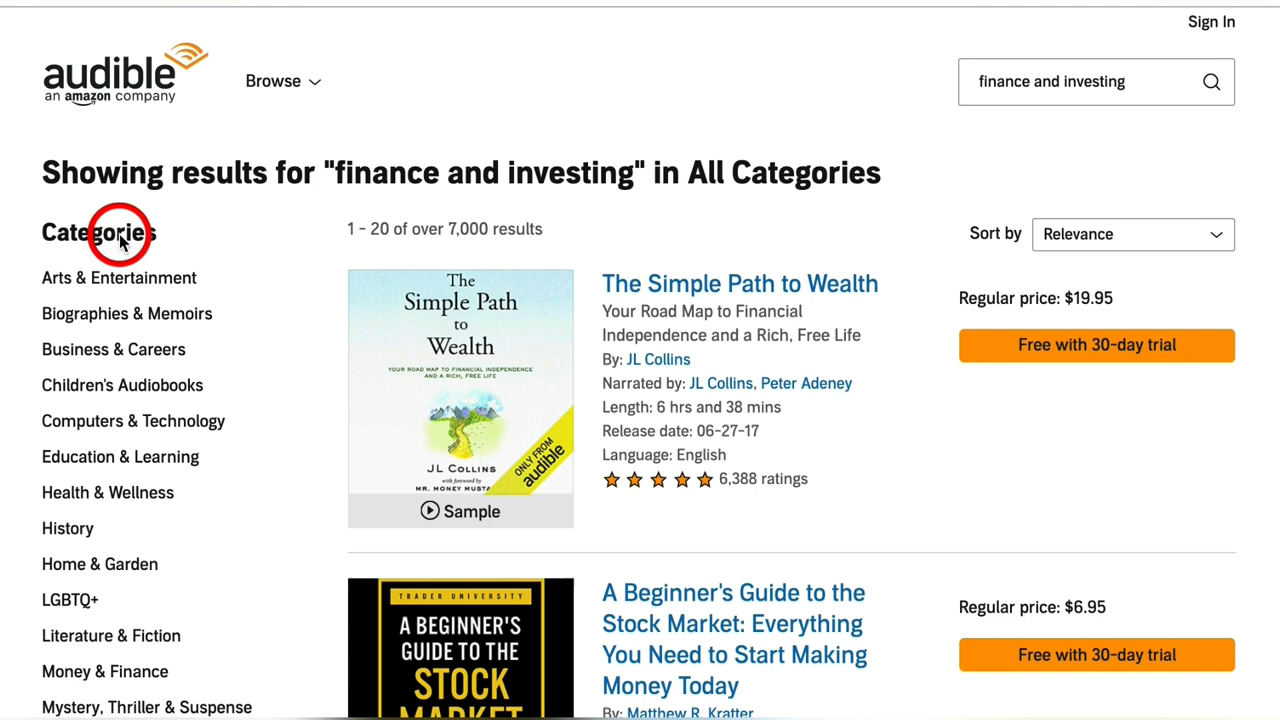 Sign In
audible
an amazon company
Browse
finance and investing
Showing results for "finance and investing" in All Categories
Categories
Arts & Entertainment
Biographies & Memoirs
Business & Careers
Children's Audiobooks
Computers & Technology
Education & Learning
Health & Wellness
History
Home & Garden
LGBTQ+
Literature & Fiction
Money & Finance
Mystery, Thriller & Suspense
1 - 20 of over 7,000 results
Sort by
Relevance
The
Simple Path
to
Wealth
YOUR ROAD MAP TO FINANCIAL INDEPENDENCE
AND A RICH, FREE LIFE
JL COLLINS
with foreword by
MR. MONEY
ONLY FROM
audible
Sample
The Simple Path to Wealth
Your Road Map to Financial
Independence and a Rich, Free Life
By: JL Collins
Narrated by: JL Collins, Peter Adeney
Length: 6 hrs and 38 mins
Release date: 06-27-17
Language: English
6,388 ratings
Regular price: $19.95
Free with 30-day trial
TRADER UNIVERSITY
A BEGINNER'S
GUIDE TO THE
STOCK
MARKET
A Beginner's Guide to the
Stock Market: Everything
You Need to Start Making
Money Today
By: Matthew R. Kratter
Regular price: $6.95
Free with 30-day trial